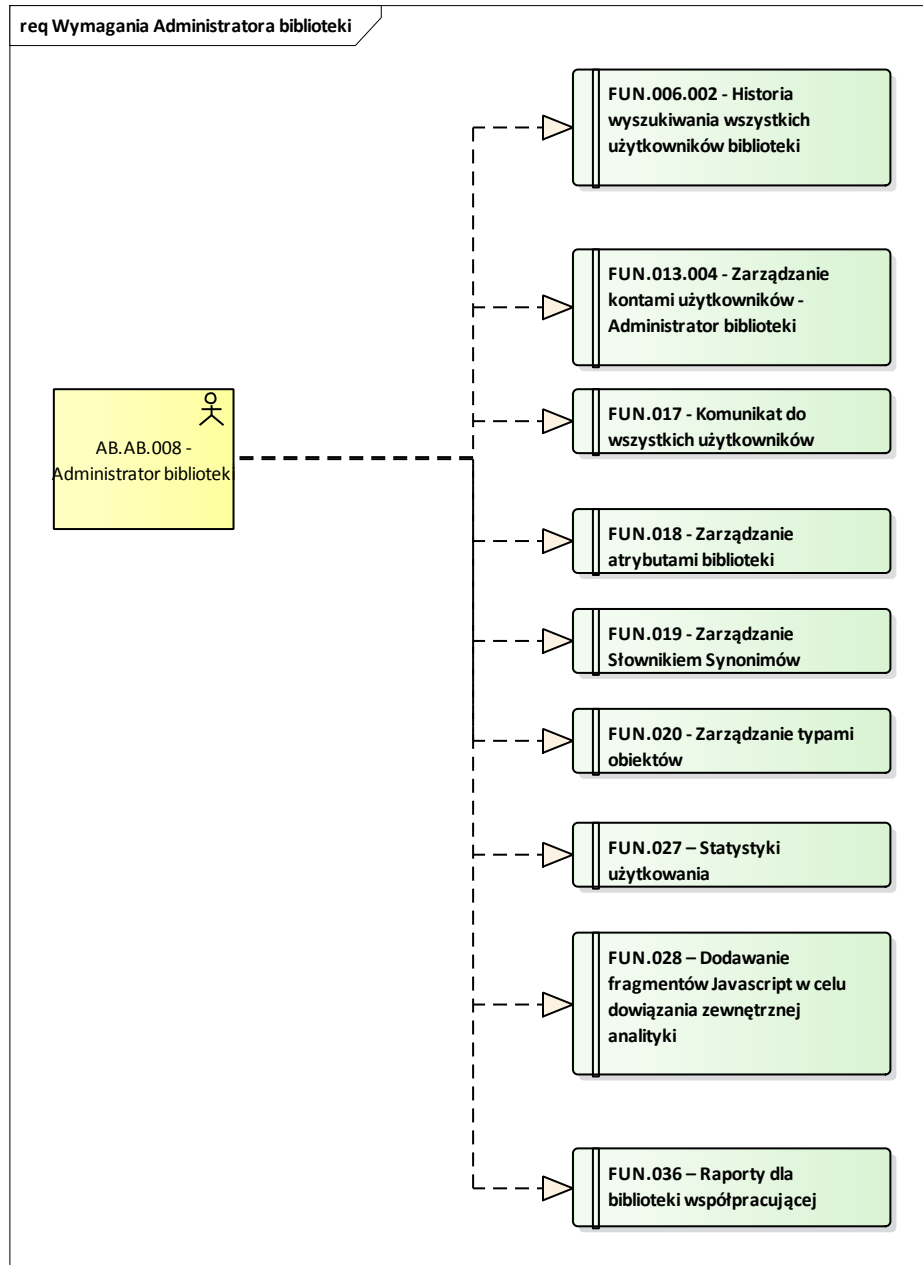 req Wymagania Administratora biblioteki
FUN.006.002 - Historia
wyszukiwania wszystkich
użytkowników biblioteki
FUN.013.004 - Zarządzanie
kontami użytkowników -
Administrator biblioteki
AB.AB.008 -
Administrator biblioteki
FUN.017 - Komunikat do
wszystkich użytkowników
FUN.018 - Zarządzanie
atrybutami biblioteki
FUN.019 - Zarządzanie
Słownikiem Synonimów
FUN.020 - Zarządzanie typami
obiektów
FUN.027 – Statystyki
użytkowania
FUN.028 – Dodawanie
fragmentów Javascript w celu
dowiązania zewnętrznej
analityki
FUN.036 – Raporty dla
biblioteki współpracującej